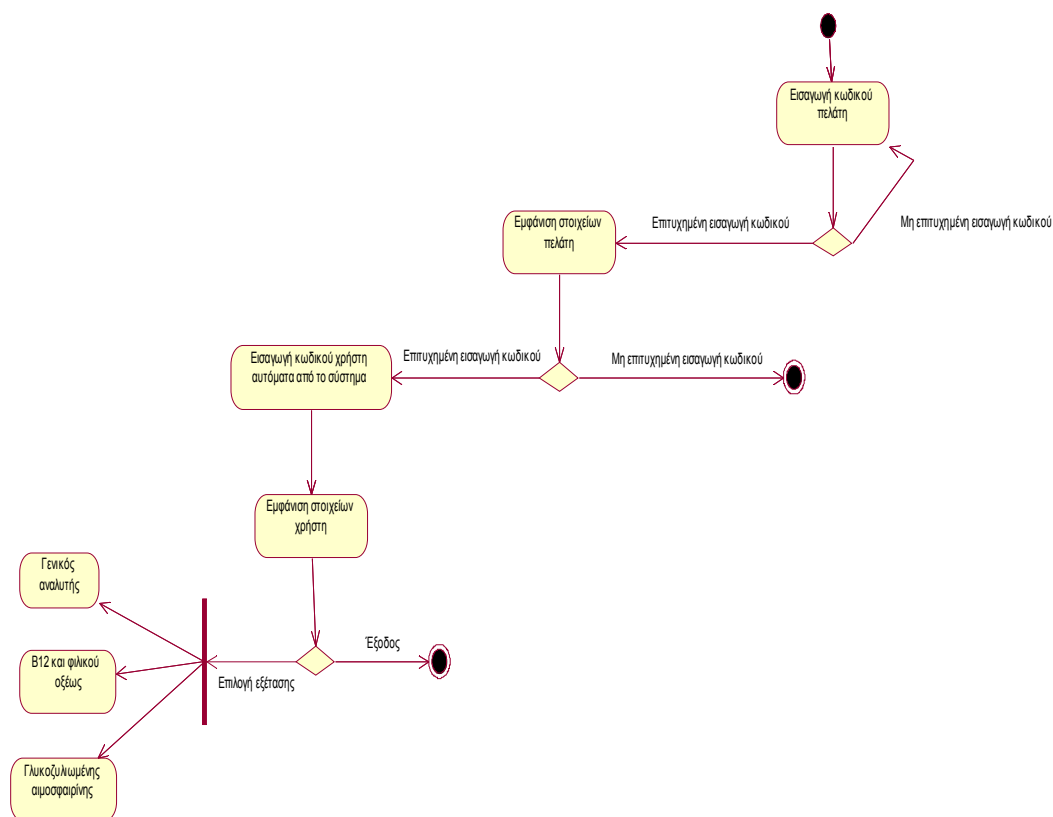 Εισαγωγή κωδικού
πελάτη
Εμφάνιση στοιχείων
πελάτη
Επιτυχημένη εισαγωγή κωδικού
Μη επιτυχημένη εισαγωγή κωδικού
Εισαγωγή κωδικού χρήστη
αυτόματα από το σύστημα
Επιτυχημένη εισαγωγή κωδικού
Μη επιτυχημένη εισαγωγή κωδικού
Εμφάνιση στοιχείων
χρήστη
Γενικός
αναλυτής
Έξοδος
Β12 και φιλικού
οξέως
Επιλογή εξέτασης
Γλυκοζυλιωμένης
αιμοσφαιρίνης